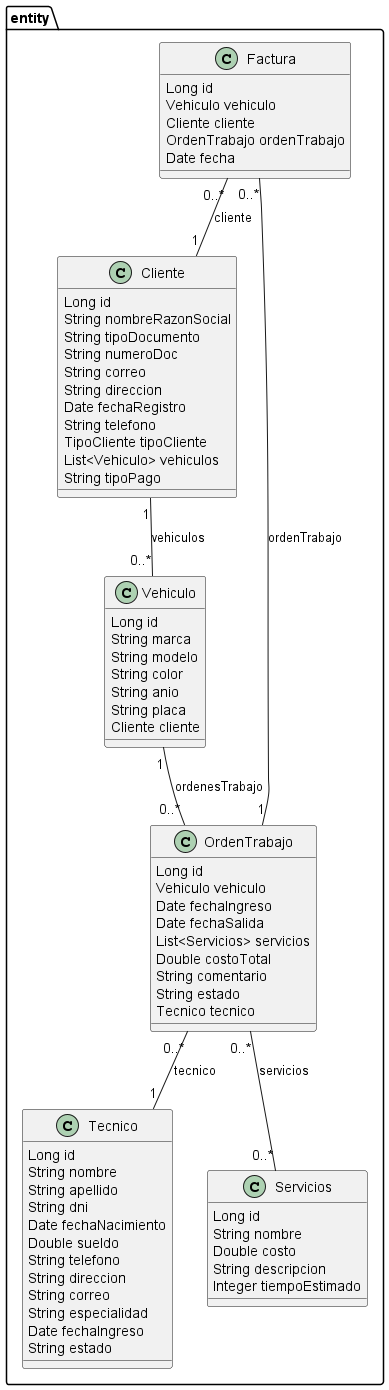 entity
C Factura
Long id
Vehiculo vehiculo
Cliente cliente
OrdenTrabajo ordenTrabajo
Date fecha
0..* 0..*
cliente
1
C Cliente
Long id
String nombreRazonSocial
String tipoDocumento
String numeroDoc
String correo
String direccion
Date fechaRegistro
String telefono
TipoCliente tipoCliente
List<Vehiculo> vehiculos
String tipoPago
1
vehiculos
ordenTrabajo
0..*
C Vehiculo
Long id
String marca
String modelo
String color
String anio
String placa
Cliente cliente
1
ordenesTrabajo
0..* 1
C OrdenTrabajo
Long id
Vehiculo vehiculo
Date fechaIngreso
Date fechaSalida
List<Servicios> servicios
Double costoTotal
String comentario
String estado
Tecnico tecnico
0..* 0..*
tecnico servicios
1
C Tecnico
Long id
String nombre
String apellido
String dni
Date fechaNacimiento
Double sueldo
String telefono
String direccion
String correo
String especialidad
Date fechaIngreso
String estado
0..*
C Servicios
Long id
String nombre
Double costo
String descripcion
Integer tiempoEstimado